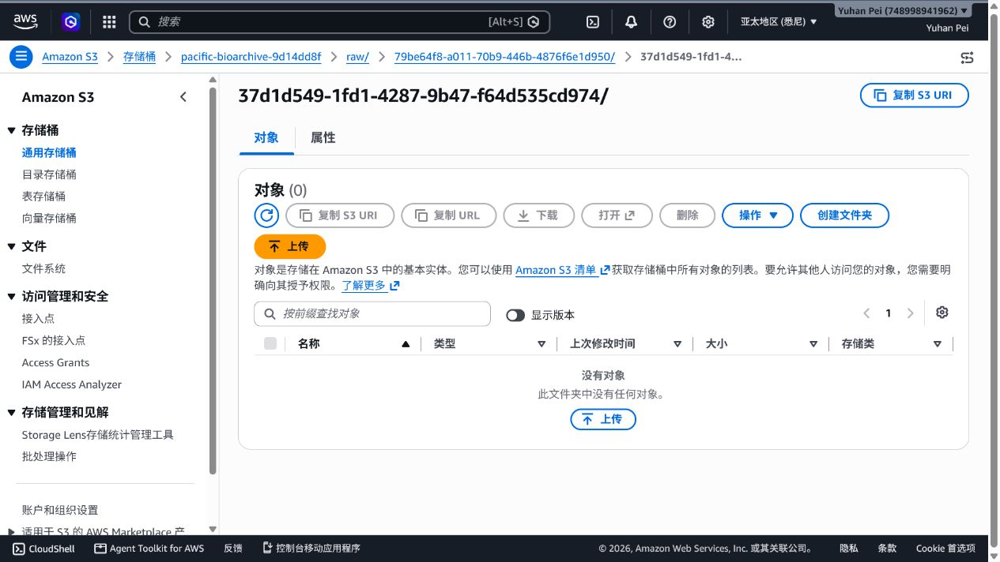 aws
搜索
[Alt+S]
亚太地区 (悉尼) ▼
Yuhan Pei (748998941962) ▼
Yuhan Pei
Amazon S3 > 存储桶 > pacific-bioarchive-9d14dd8f > raw/ > 79be64f8-a011-70b9-446b-4876f6e1d950/ > 37d1d549-1fd1-4...
Amazon S3
存储桶
通用存储桶
目录存储桶
表存储桶
向量存储桶
文件
文件系统
访问管理和安全
接入点
FSx 的接入点
Access Grants
IAM Access Analyzer
存储管理和见解
Storage Lens存储统计管理工具
批处理操作
账户和组织设置
适用于 S3 的 AWS Marketplace 产
37d1d549-1fd1-4287-9b47-f64d535cd974/
复制 S3 URI
对象
属性
对象 (0)
复制 S3 URI
复制 URL
下载
打开
删除
操作 ▼
创建文件夹
上传
对象是存储在 Amazon S3 中的基本实体。您可以使用 Amazon S3 清单 获取存储桶中所有对象的列表。要允许其他人访问您的对象，您需要明
确向其授予权限。了解更多
按前缀查找对象
显示版本
1
名称
类型
上次修改时间
大小
存储类
没有对象
此文件夹中没有任何对象。
上传
CloudShell
Agent Toolkit for AWS
反馈
控制台移动应用程序
© 2026, Amazon Web Services, Inc. 或其关联公司。
隐私
条款
Cookie 首选项